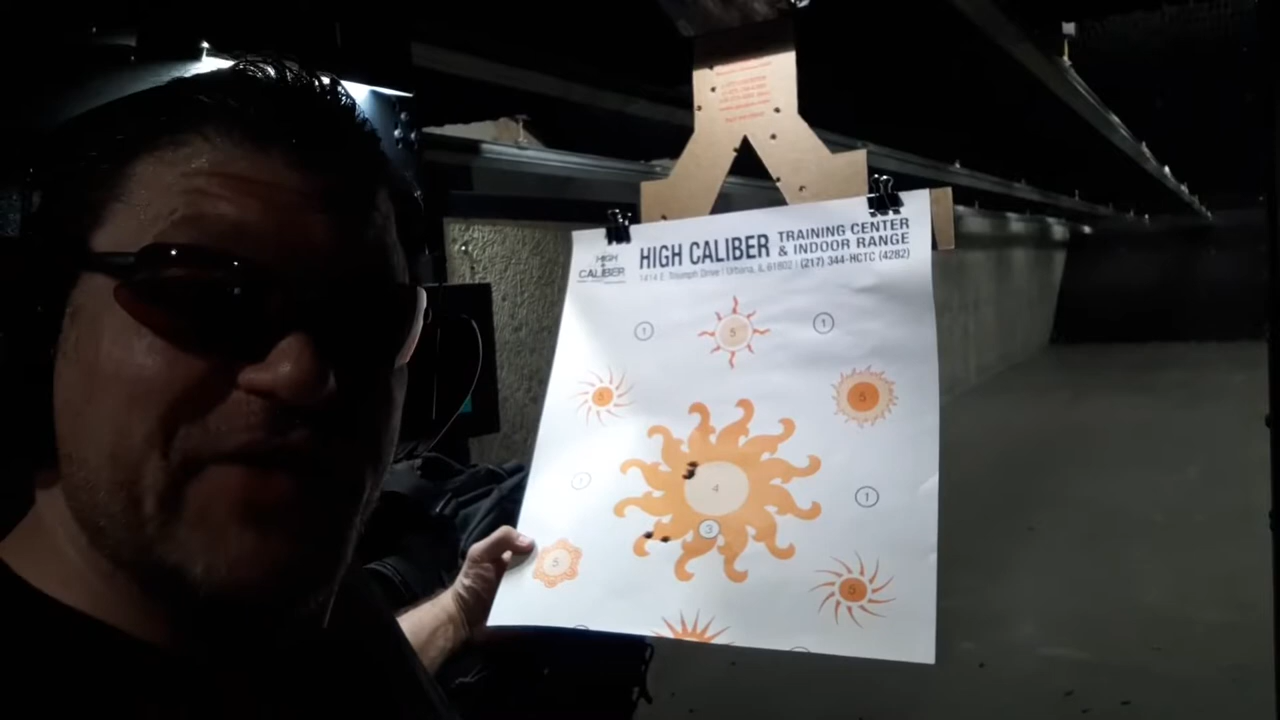 HIGH CALIBER
TRAINING CENTER
& INDOOR RANGE
HIGH
CALIBER
1414 E. Triumph Drive | Urbana, IL 61802 | (217) 344-HCTC (4282)
1
5
1
5
5
1
4
1
3
5
5